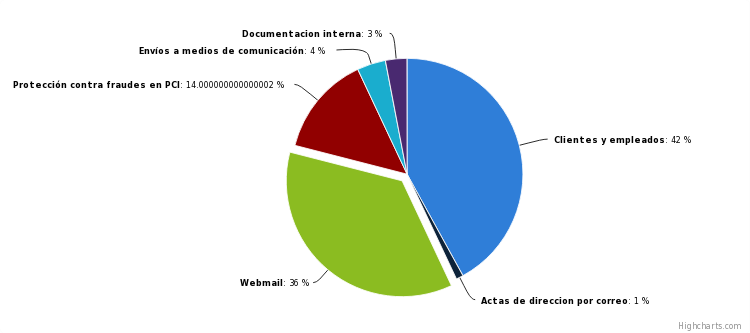 Documentacion interna: 3 %
Envíos a medios de comunicación: 4 %
Protección contra fraudes en PCI: 14.000000000000002 %
Clientes y empleados: 42 %
Webmail: 36 %
Actas de direccion por correo: 1 %
Highcharts.com